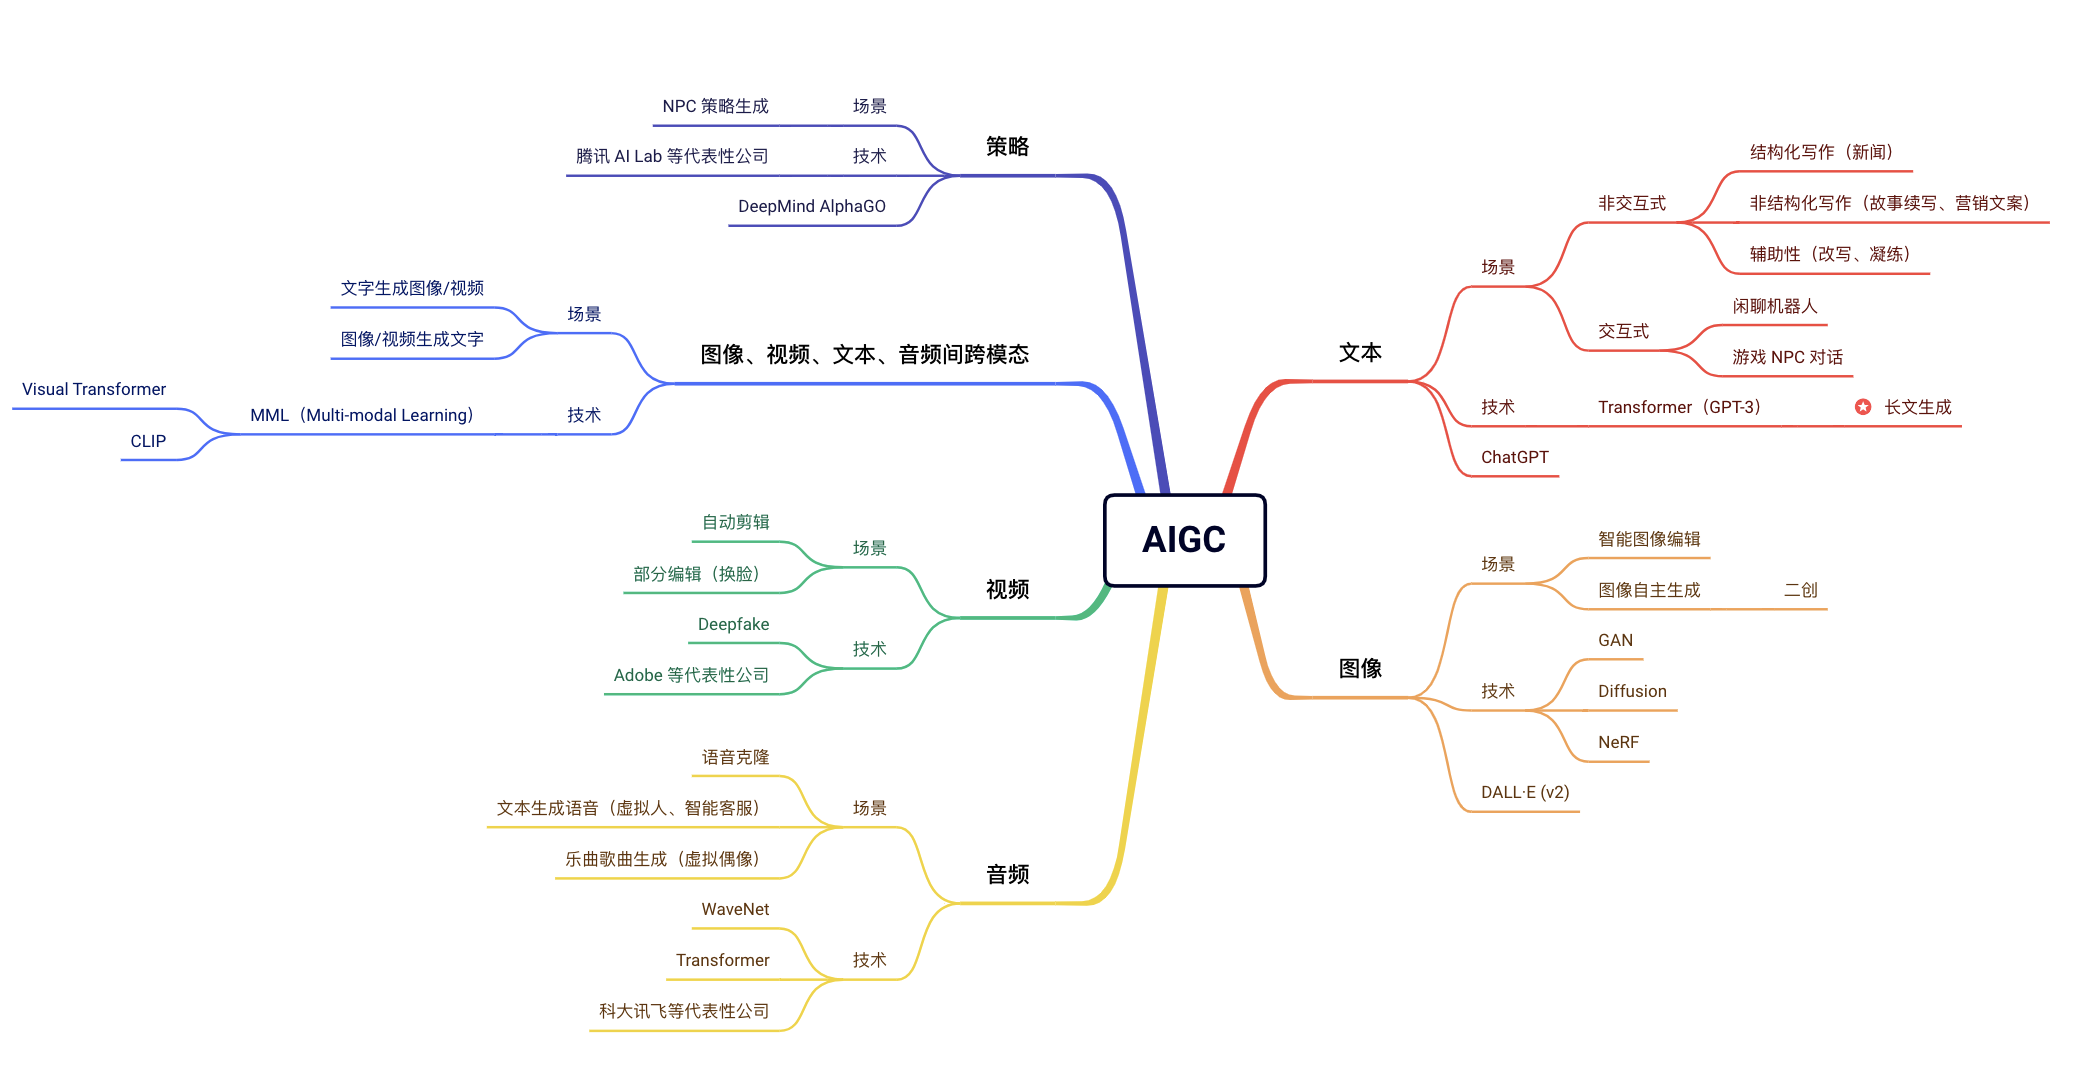 AIGC
文本
场景
非交互式
结构化写作（新闻）
非结构化写作（故事续写、营销文案）
辅助性（改写、凝练）
交互式
闲聊机器人
游戏 NPC 对话
技术
Transformer（GPT-3）
长文生成
ChatGPT
图像
场景
智能图像编辑
图像自主生成
二创
技术
GAN
Diffusion
NeRF
DALL·E (v2)
策略
场景
NPC 策略生成
技术
腾讯 AI Lab 等代表性公司
DeepMind AlphaGO
图像、视频、文本、音频间跨模态
场景
文字生成图像/视频
图像/视频生成文字
技术
MML（Multi-modal Learning）
Visual Transformer
CLIP
视频
场景
自动剪辑
部分编辑（换脸）
技术
Deepfake
Adobe 等代表性公司
音频
场景
语音克隆
文本生成语音（虚拟人、智能客服）
乐曲歌曲生成（虚拟偶像）
技术
WaveNet
Transformer
科大讯飞等代表性公司